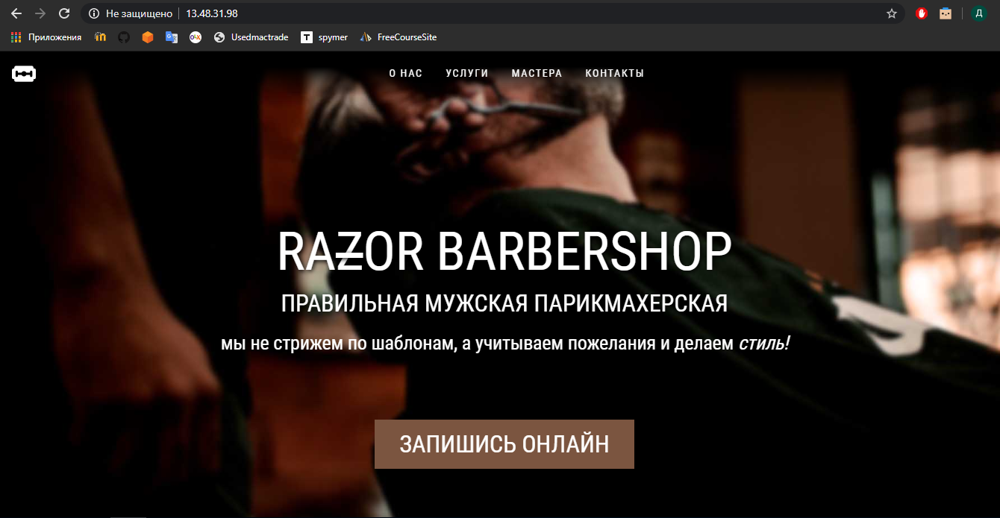 Не защищено 13.48.31.98
Д
Приложения Usedmactrade T spymer FreeCourseSite
О НАС УСЛУГИ МАСТЕРА КОНТАКТЫ
RAZOR BARBERSHOP
ПРАВИЛЬНАЯ МУЖСКАЯ ПАРИКМАХЕРСКАЯ
мы не стрижем по шаблонам, а учитываем пожелания и делаем стиль!
ЗАПИШИСЬ ОНЛАЙН